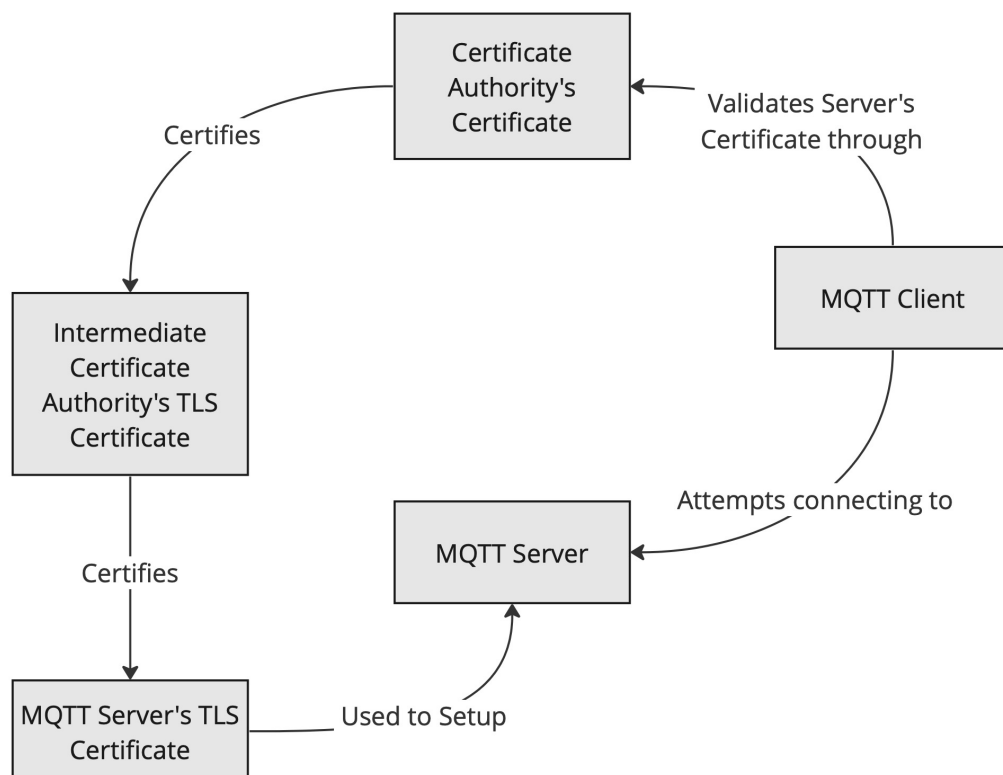 Certificate
Authority's
Certificate
Validates Server's
Certificate through
Certifies
MQTT Client
Intermediate
Certificate
Authority's TLS
Certificate
Attempts connecting to
MQTT Server
Certifies
MQTT Server's TLS
Certificate
Used to Setup